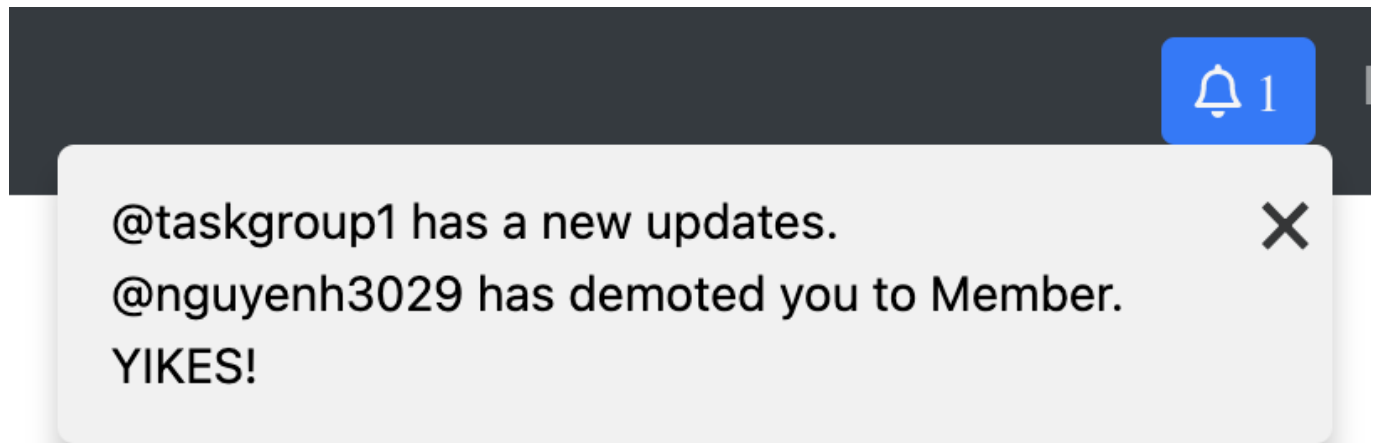 1
@taskgroup1 has a new updates.
@nguyenh3029 has demoted you to Member.
YIKES!